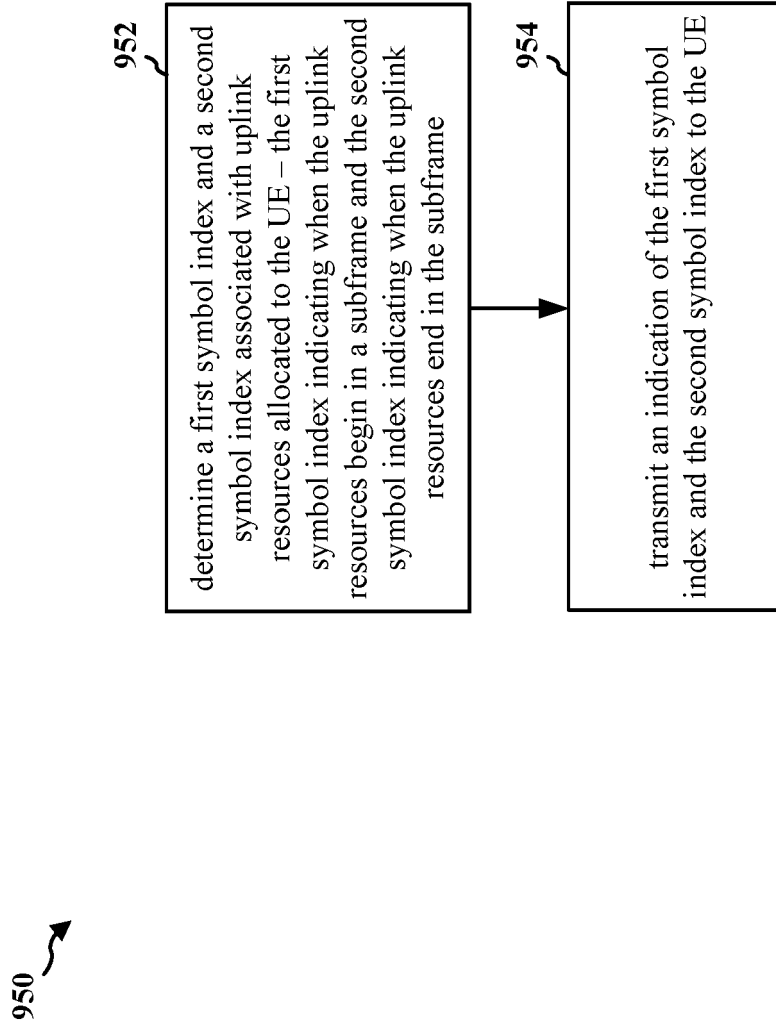 950
952
determine a first symbol index and a second
symbol index associated with uplink
resources allocated to the UE – the first
symbol index indicating when the uplink
resources begin in a subframe and the second
symbol index indicating when the uplink
resources end in the subframe
954
transmit an indication of the first symbol
index and the second symbol index to the UE